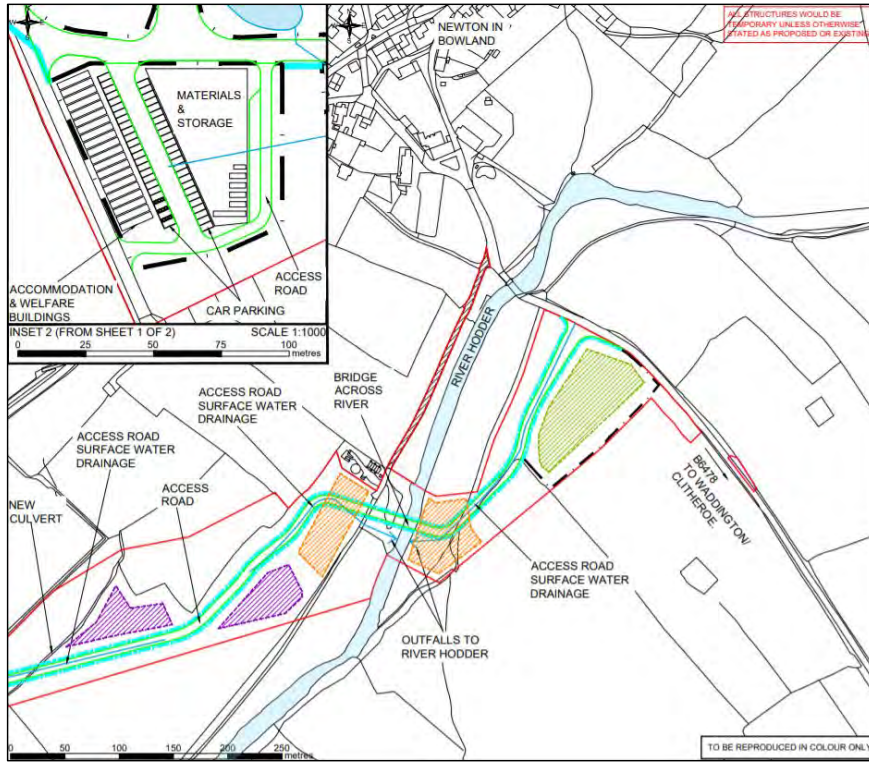 ALL STRUCTURES WOULD BE
TEMPORARY UNLESS OTHERWISE
STATED AS PROPOSED OR EXISTING
NEWTON IN
BOWLAND
MATERIALS
&
STORAGE
ACCOMMODATION
& WELFARE
BUILDINGS
CAR PARKING
ACCESS
ROAD
INSET 2 (FROM SHEET 1 OF 2)
SCALE 1:1000
0 25 50 75 100
metres
RIVER HODDER
BRIDGE
ACROSS
RIVER
ACCESS ROAD
SURFACE WATER
DRAINAGE
ACCESS ROAD
SURFACE WATER
DRAINAGE
ACCESS
ROAD
NEW
CULVERT
B6478
TO WADDINGTON/
CLITHEROE
ACCESS ROAD
SURFACE WATER
DRAINAGE
OUTFALLS TO
RIVER HODDER
0 50 100 150 200 250
metres
TO BE REPRODUCED IN COLOUR ONLY